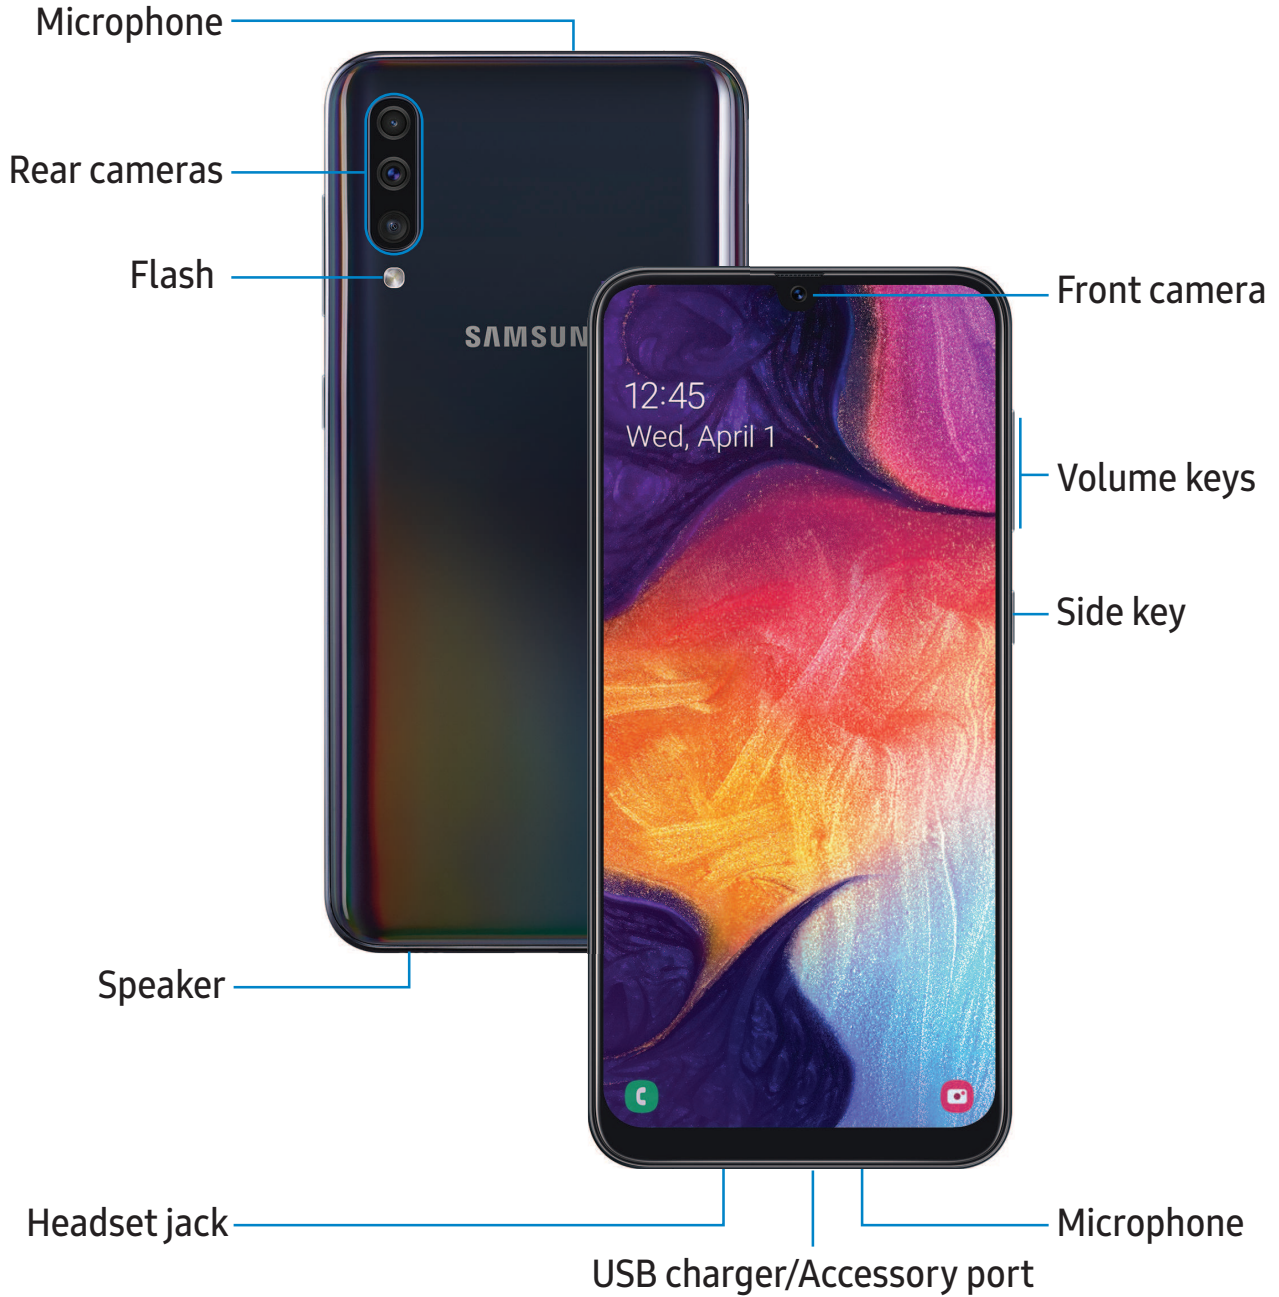 Microphone
Rear cameras
Flash
SAMSUN
Front camera
12:45
Wed, April 1
Volume keys
Side key
Speaker
Headset jack
Microphone
USB charger/Accessory port